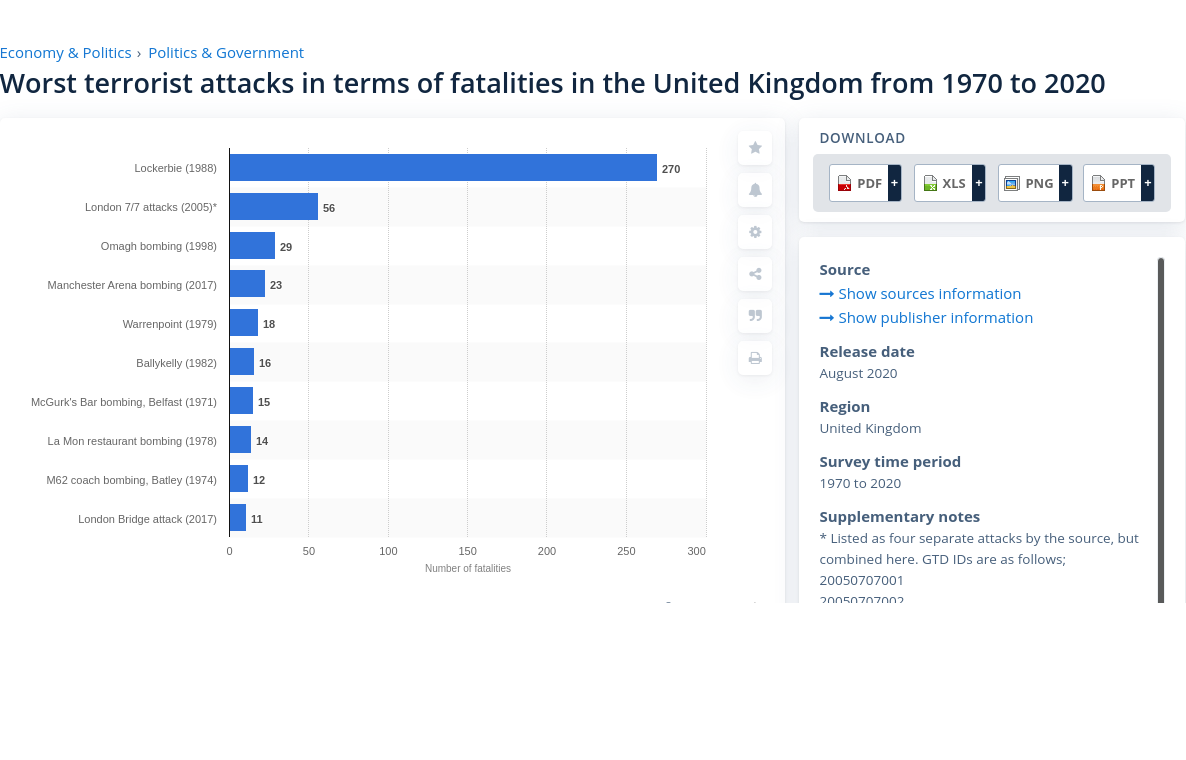 Economy & Politics › Politics & Government
Worst terrorist attacks in terms of fatalities in the United Kingdom from 1970 to 2020
Lockerbie (1988)
270
London 7/7 attacks (2005)*
56
Omagh bombing (1998)
29
Manchester Arena bombing (2017)
23
Warrenpoint (1979)
18
Ballykelly (1982)
16
McGurk's Bar bombing, Belfast (1971)
15
La Mon restaurant bombing (1978)
14
M62 coach bombing, Batley (1974)
12
London Bridge attack (2017)
11
0 50 100 150 200 250 300
Number of fatalities
DOWNLOAD
PDF +
XLS +
PNG +
PPT +
Source
Show sources information
Show publisher information
Release date
August 2020
Region
United Kingdom
Survey time period
1970 to 2020
Supplementary notes
* Listed as four separate attacks by the source, but
combined here. GTD IDs are as follows;
20050707001
20050707002